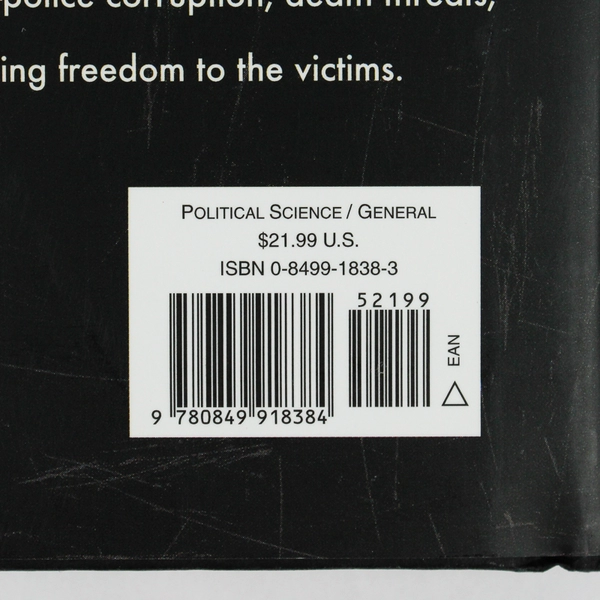 police corruption, death threats,
ing freedom to the victims.
POLITICAL SCIENCE / GENERAL
$21.99 U.S.
ISBN 0-8499-1838-3
52199
EAN
9 780849 918384